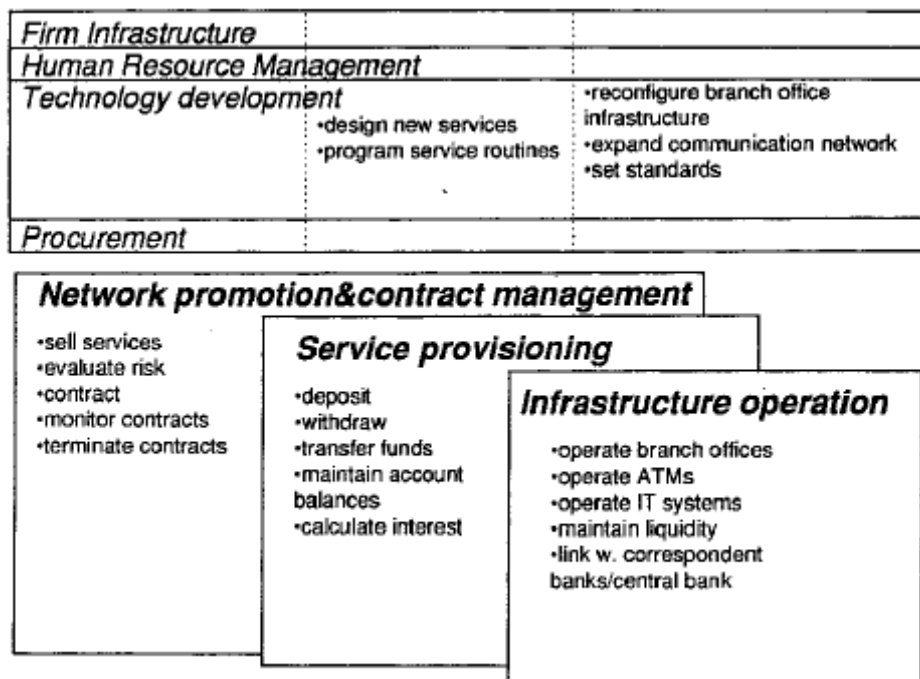 Firm Infrastructure
Human Resource Management
Technology development
•design new services
•program service routines
•reconfigure branch office
infrastructure
•expand communication network
•set standards
Procurement
Network promotion&contract management
•sell services
•evaluate risk
•contract
•monitor contracts
•terminate contracts
Service provisioning
•deposit
•withdraw
•transfer funds
•maintain account
balances
•calculate interest
Infrastructure operation
•operate branch offices
•operate ATMs
•operate IT systems
•maintain liquidity
•link w. correspondent
banks/central bank